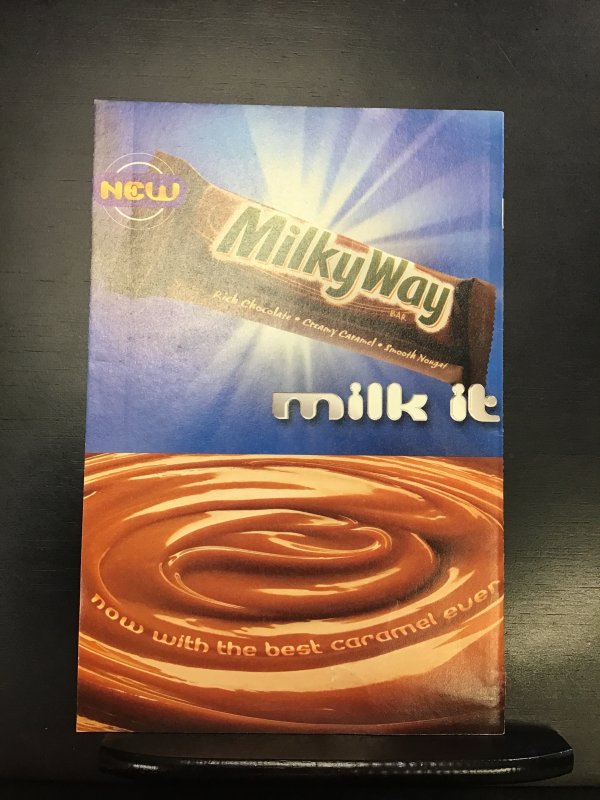 NEW
MilkyWay
BAR
Rich Chocolate • Creamy Caramel • Smooth Nougat
milk it
now with the best caramel ever